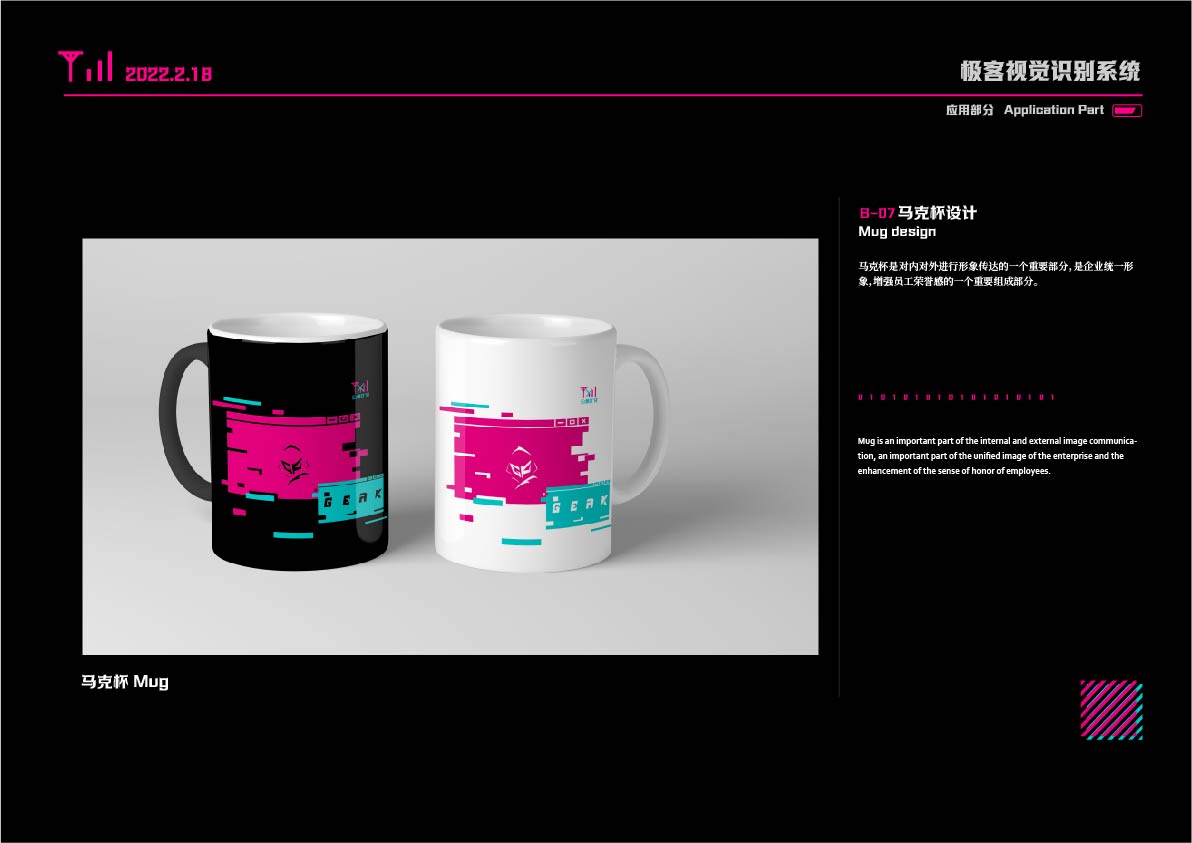 2022.2.18
极客视觉识别系统
应用部分 Application Part
B-07 马克杯设计
Mug design
马克杯是对内对外进行形象传达的一个重要部分，是企业统一形
象，增强员工荣誉感的一个重要组成部分。
0 1 0 1 0 1 0 1 0 1 0 1 0 1 0 1 0 1
Mug is an important part of the internal and external image communica-
tion, an important part of the unified image of the enterprise and the
enhancement of the sense of honor of employees.
GEAK
GEAK
马克杯 Mug